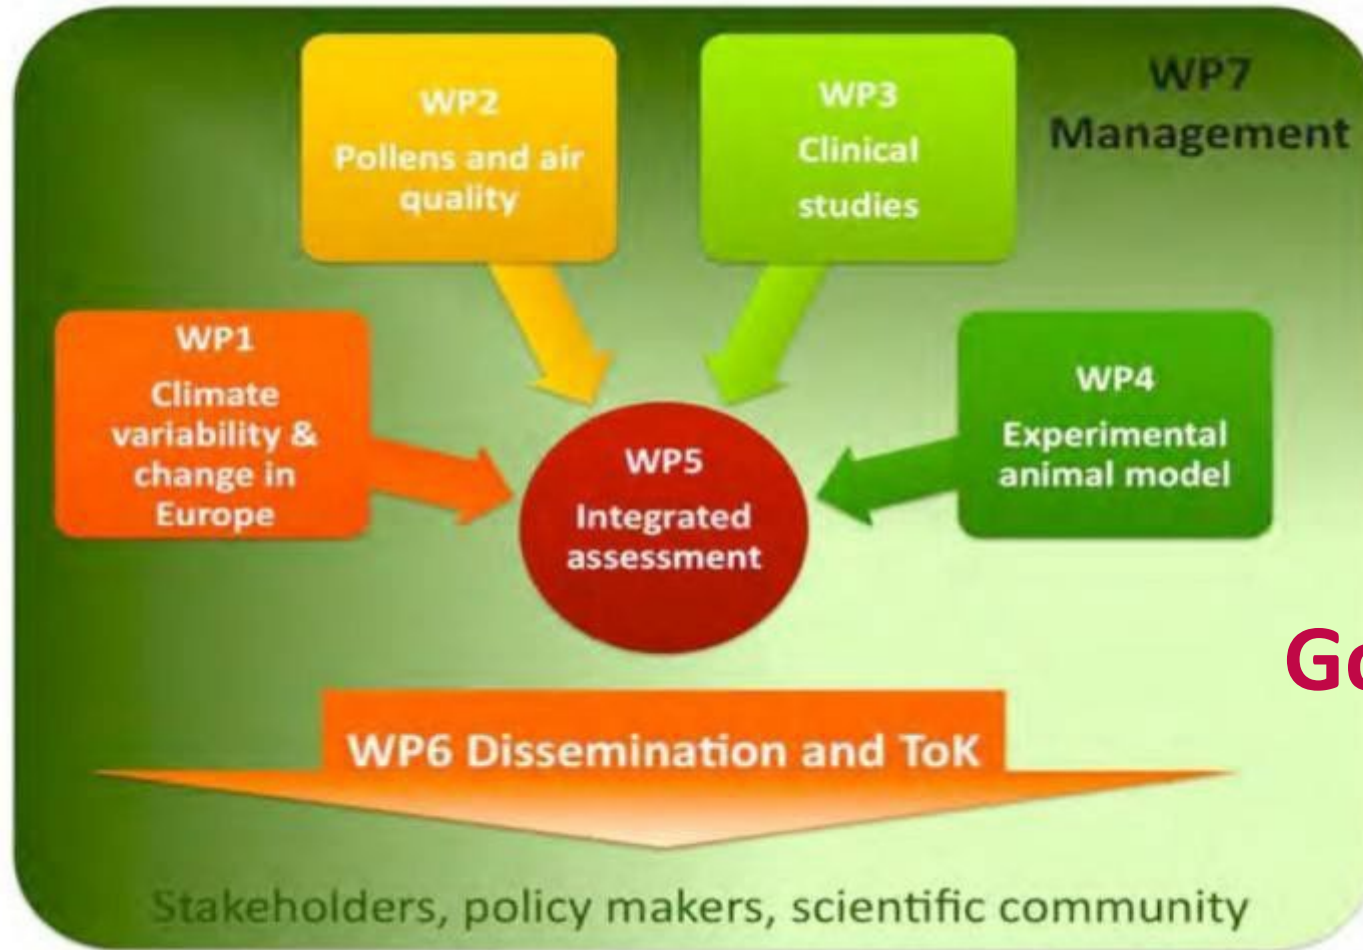 WP2
Pollens and air
quality
WP3
Clinical
studies
WP7
Management
WP1
Climate
variability &
change in
Europe
WP4
Experimental
animal model
WP5
Integrated
assessment
WP6 Dissemination and ToK
Stakeholders, policy makers, scientific community